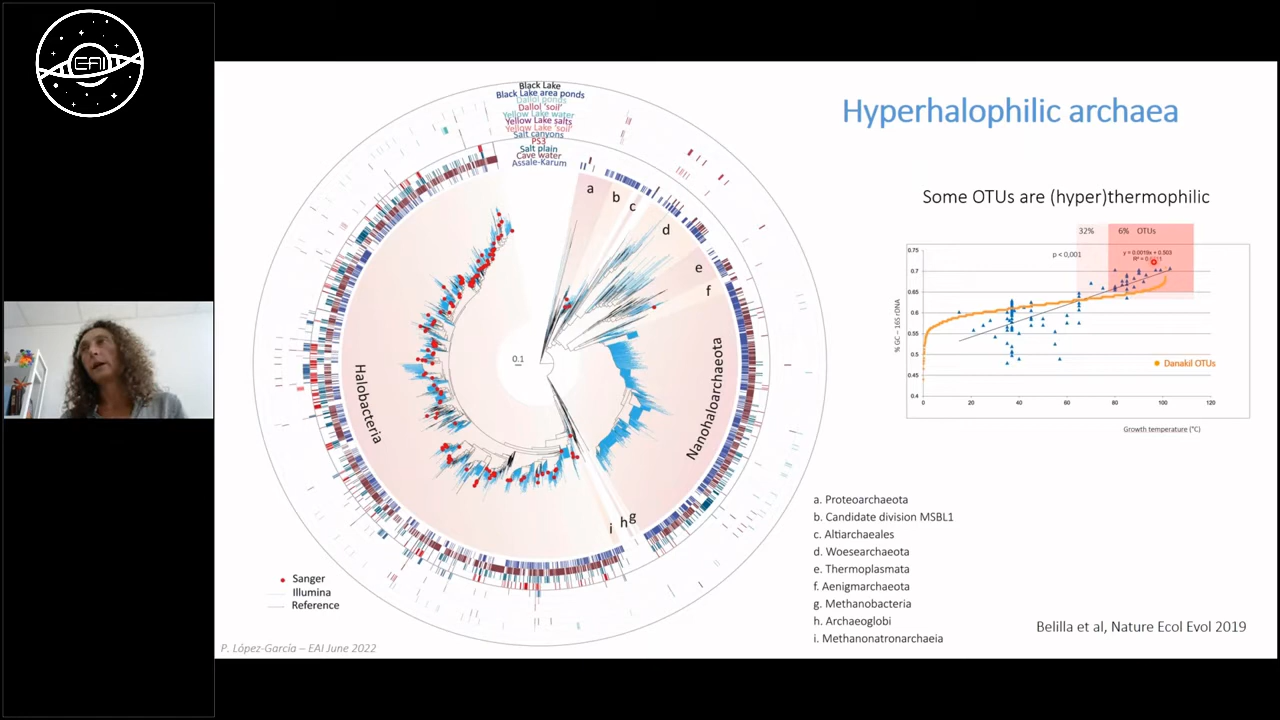 EAI
Hyperhalophilic archaea
Black Lake
Black Lake area ponds
Dallol ponds
Dallol 'soil'
Yellow Lake water
Yellow Lake salts
Yellow Lake 'soil'
Salt canyons
PS3
Salt plain
Cave water
Assale-Karum
a
b
c
d
e
f
g
h
i
0.1
Halobacteria
Nanohaloarchaeota
Sanger
Illumina
Reference
Some OTUs are (hyper)thermophilic
32% 6% OTUs
p < 0,001
y = 0.0019x + 0.503
0.75
0.7
0.65
0.6
0.55
0.5
0.45
0.4
% GC – 16S rDNA
Danakil OTUs
0 20 40 60 80 100 120
Growth temperature (°C)
a. Proteoarchaeota
b. Candidate division MSBL1
c. Altiarchaeales
d. Woesearchaeota
e. Thermoplasmata
f. Aenigmarchaeota
g. Methanobacteria
h. Archaeoglobi
i. Methanonatronarchaeia
Belilla et al, Nature Ecol Evol 2019
P. López-García – EAI June 2022